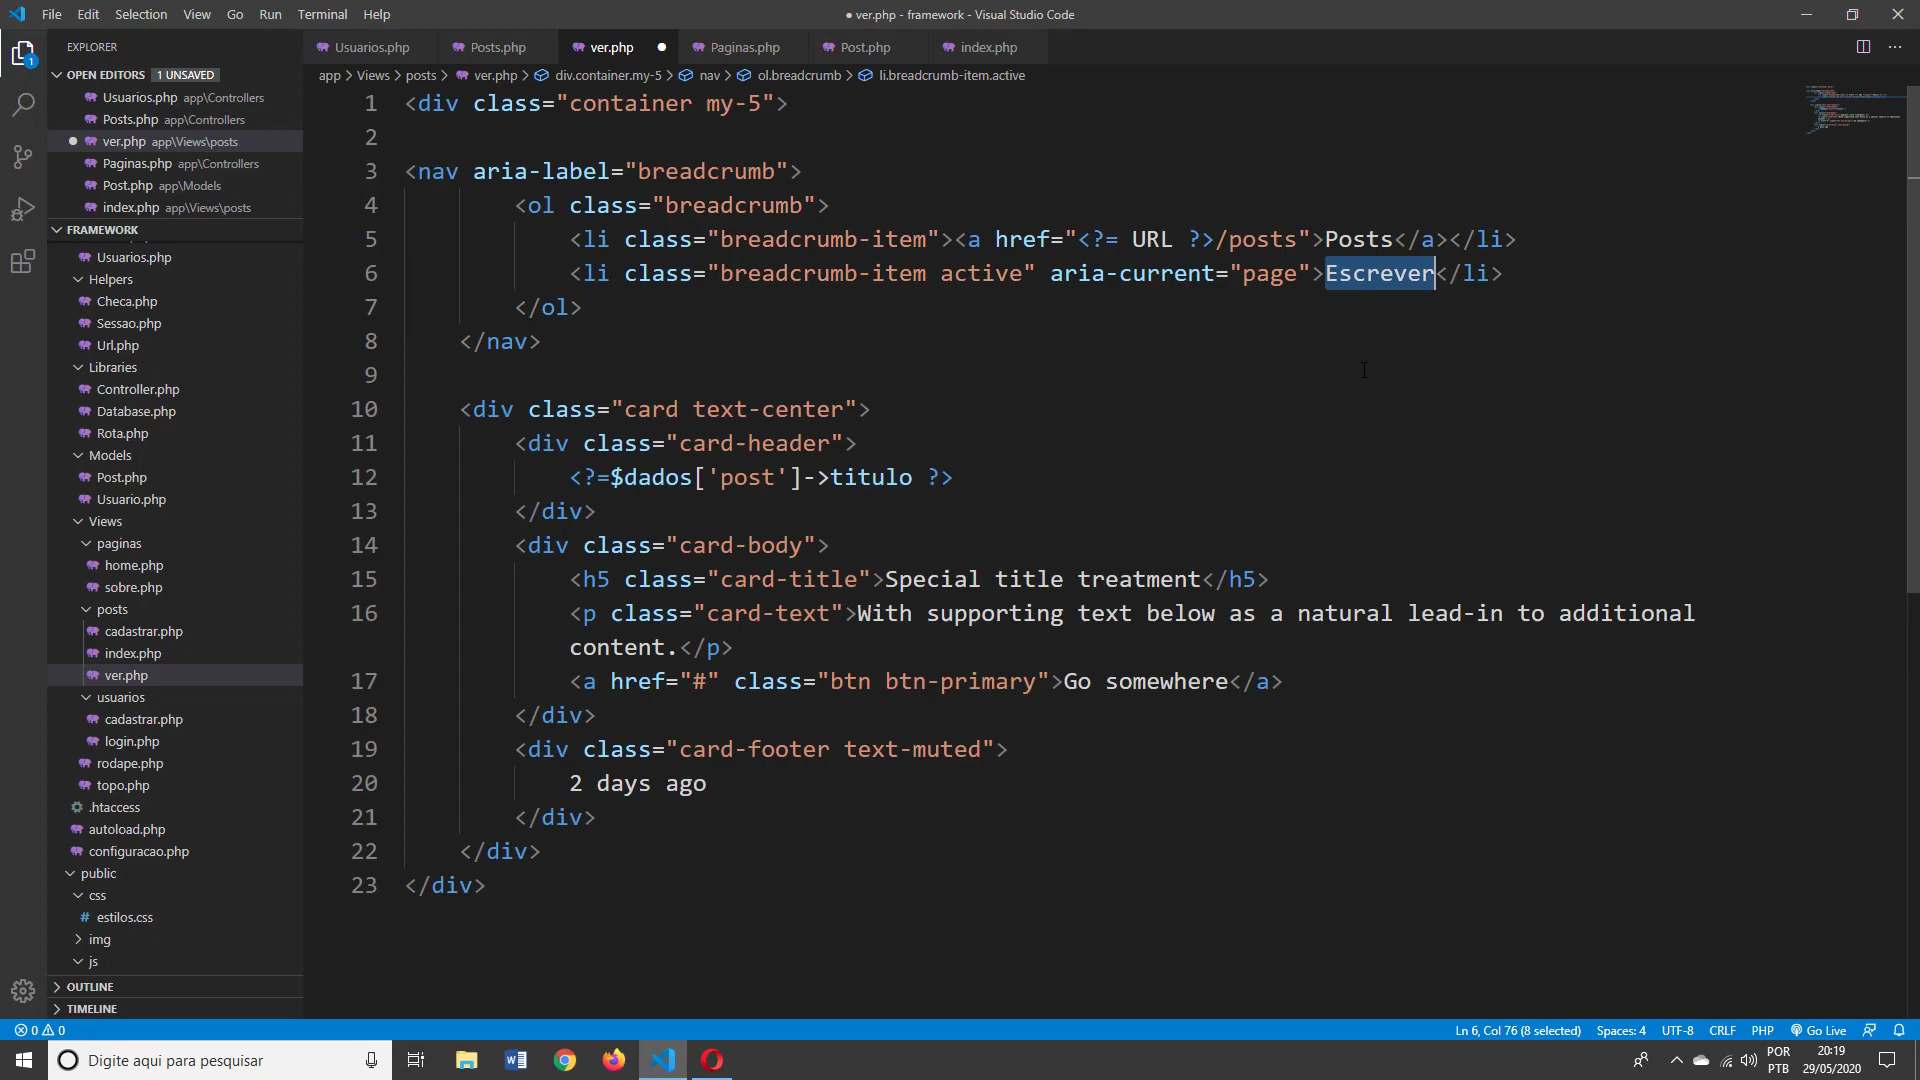 File Edit Selection View Go Run Terminal Help
● ver.php - framework - Visual Studio Code
EXPLORER
OPEN EDITORS 1 UNSAVED
Usuarios.php app\Controllers
Posts.php app\Controllers
ver.php app\Views\posts
Paginas.php app\Controllers
Post.php app\Models
index.php app\Views\posts
FRAMEWORK
Usuarios.php
Helpers
Checa.php
Sessao.php
Url.php
Libraries
Controller.php
Database.php
Rota.php
Models
Post.php
Usuario.php
Views
paginas
home.php
sobre.php
posts
cadastrar.php
index.php
ver.php
usuarios
cadastrar.php
login.php
rodape.php
topo.php
.htaccess
autoload.php
configuracao.php
public
css
# estilos.css
img
js
OUTLINE
TIMELINE
1
Usuarios.php Posts.php ver.php ● Paginas.php Post.php index.php
app > Views > posts > ver.php > div.container.my-5 > nav > ol.breadcrumb > li.breadcrumb-item.active
1 <div class="container my-5">
2
3 <nav aria-label="breadcrumb">
4 <ol class="breadcrumb">
5 <li class="breadcrumb-item"><a href="<?= URL ?>/posts">Posts</a></li>
6 <li class="breadcrumb-item active" aria-current="page">Escrever</li>
7 </ol>
8 </nav>
9
10 <div class="card text-center">
11 <div class="card-header">
12 <?=$dados['post']->titulo ?>
13 </div>
14 <div class="card-body">
15 <h5 class="card-title">Special title treatment</h5>
16 <p class="card-text">With supporting text below as a natural lead-in to additional
content.</p>
17 <a href="#" class="btn btn-primary">Go somewhere</a>
18 </div>
19 <div class="card-footer text-muted">
20 2 days ago
21 </div>
22 </div>
23 </div>
0 0
Ln 6, Col 76 (8 selected) Spaces: 4 UTF-8 CRLF PHP Go Live
Digite aqui para pesquisar
POR
PTB
20:19
29/05/2020